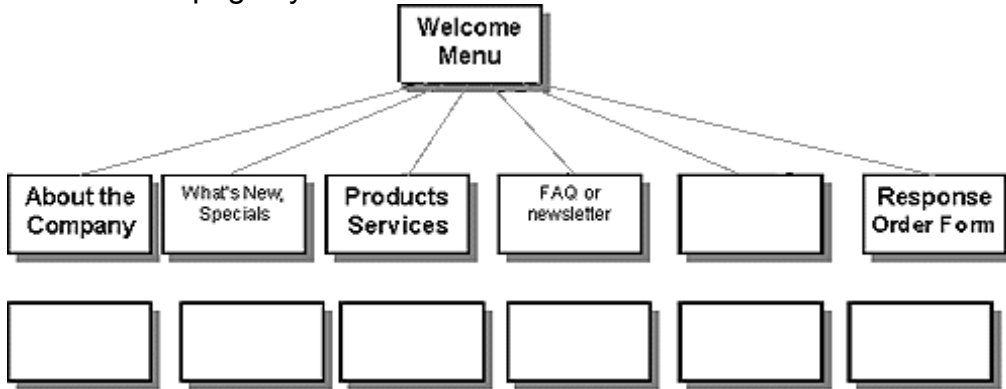 Welcome
Menu
About the
Company
What's New,
Specials
Products
Services
FAQ or
newsletter
Response
Order Form